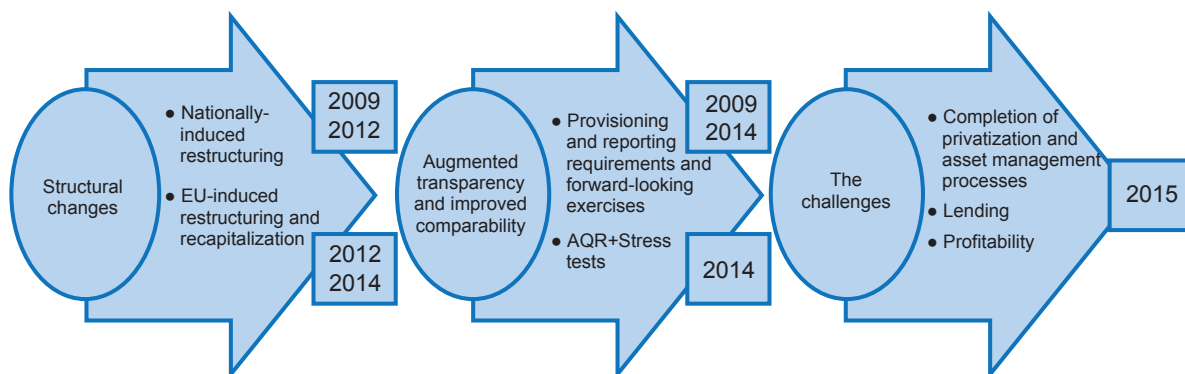 Structural
changes
● Nationally-
induced
restructuring
● EU-induced
restructuring and
recapitalization
2009
2012
2012
2014
Augmented
transparency
and improved
comparability
● Provisioning
and reporting
requirements and
forward-looking
exercises
● AQR+Stress
tests
2009
2014
2014
The
challenges
● Completion of
privatization and
asset management
processes
● Lending
● Profitability
2015